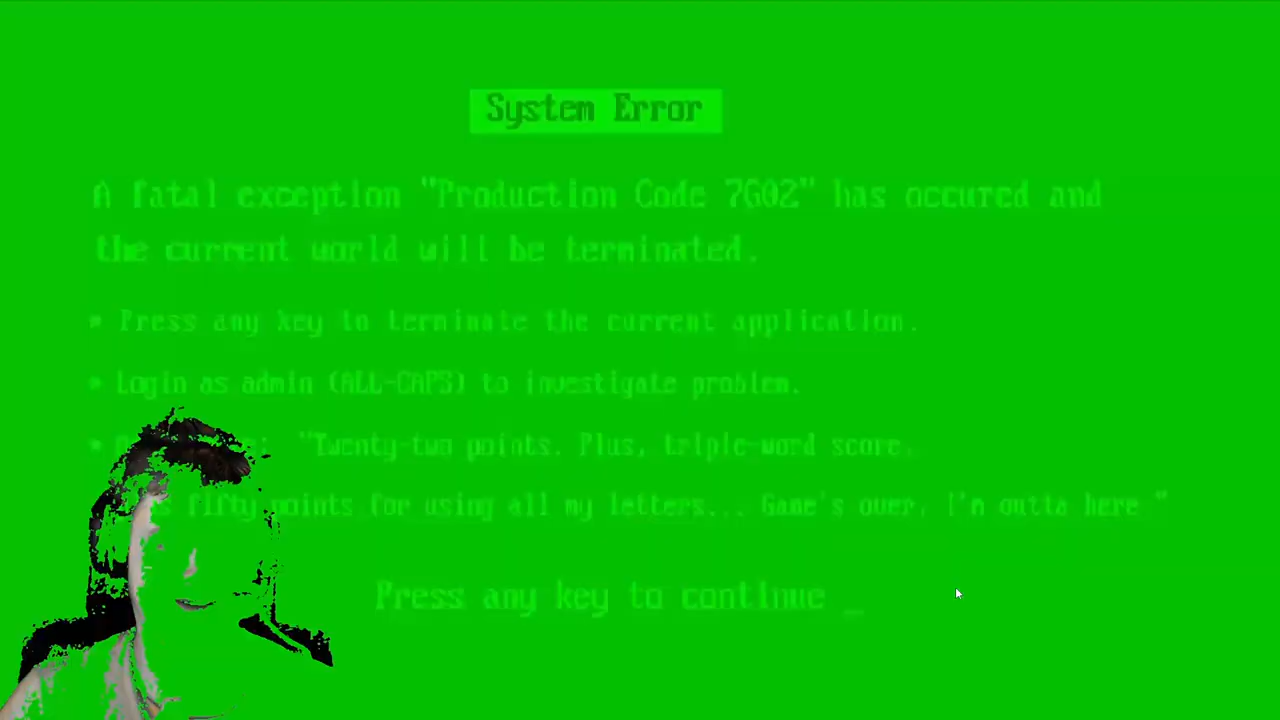 System Error
A fatal exception "Production Code 7G02" has occured and
the current world will be terminated.
* Press any key to terminate the current application.
* Login as admin (ALL-CAPS) to investigate problem.
* "Twenty-two points. Plus, triple-word score.
fifty points for using all my letters... Game's over. I'm outta here"
Press any key to continue _